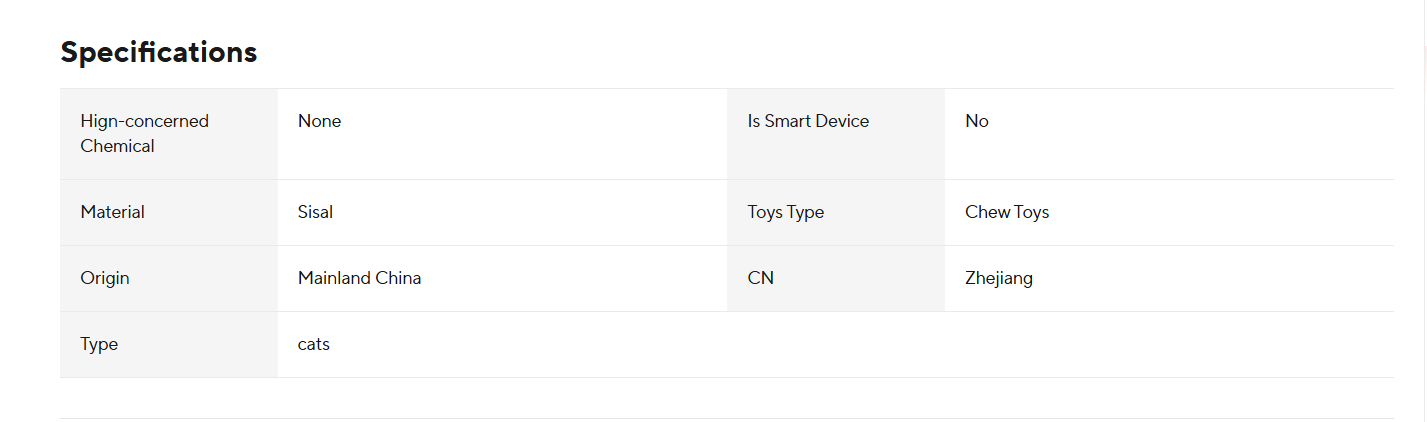 Specifications
Hign-concerned
Chemical
None
Is Smart Device
No
Material
Sisal
Toys Type
Chew Toys
Origin
Mainland China
CN
Zhejiang
Type
cats